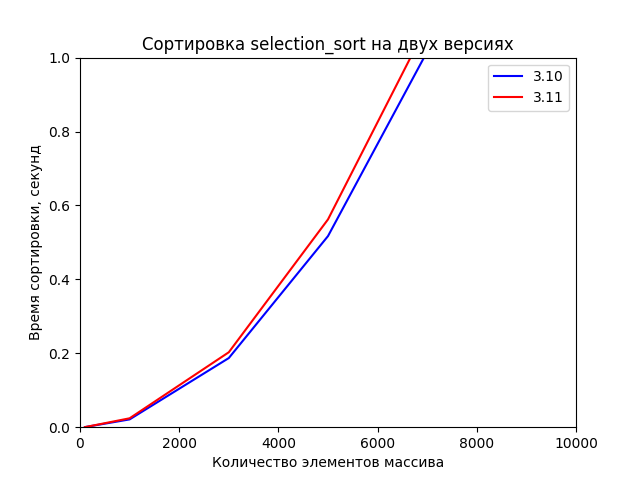 Сортировка selection_sort на двух версиях
1.0
0.8
0.6
0.4
0.2
0.0
Время сортировки, секунд
3.10
3.11
0 2000 4000 6000 8000 10000
Количество элементов массива